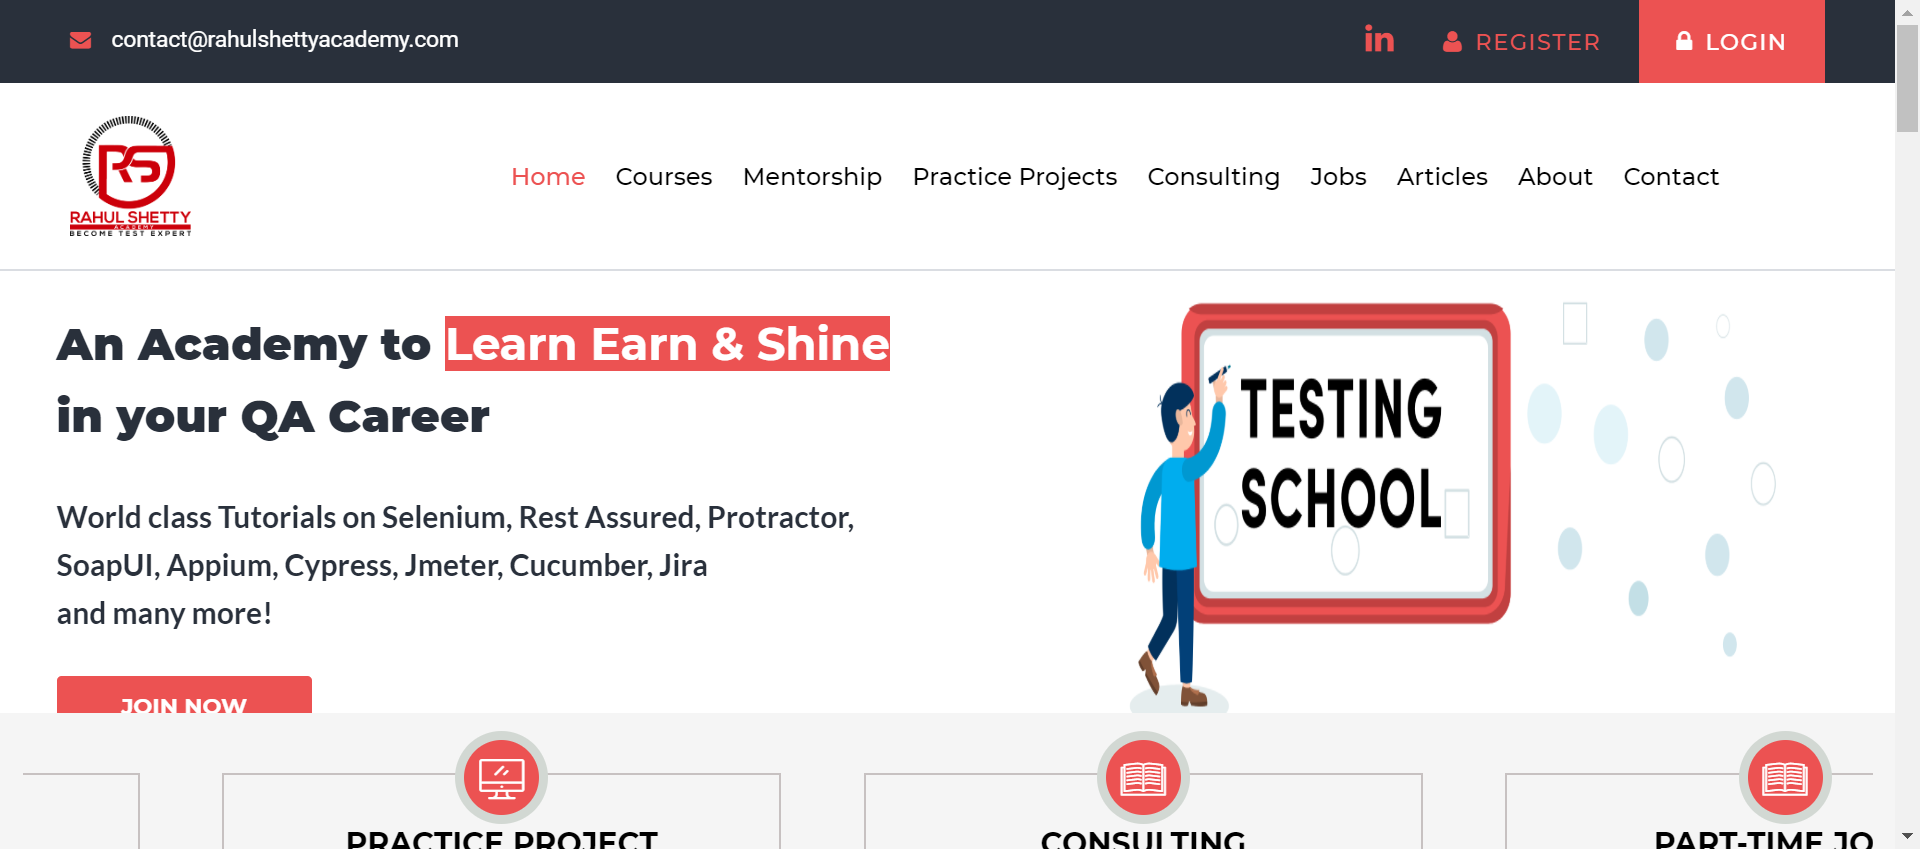 contact@rahulshettyacademy.com
REGISTER
LOGIN
RS
RAHUL SHETTY
ACADEMY
BECOME TEST EXPERT
Home Courses Mentorship Practice Projects Consulting Jobs Articles About Contact
An Academy to Learn Earn & Shine
in your QA Career
World class Tutorials on Selenium, Rest Assured, Protractor,
SoapUI, Appium, Cypress, Jmeter, Cucumber, Jira
and many more!
JOIN NOW
TESTING
SCHOOL
PRACTICE PROJECT
CONSULTING
PART-TIME JO